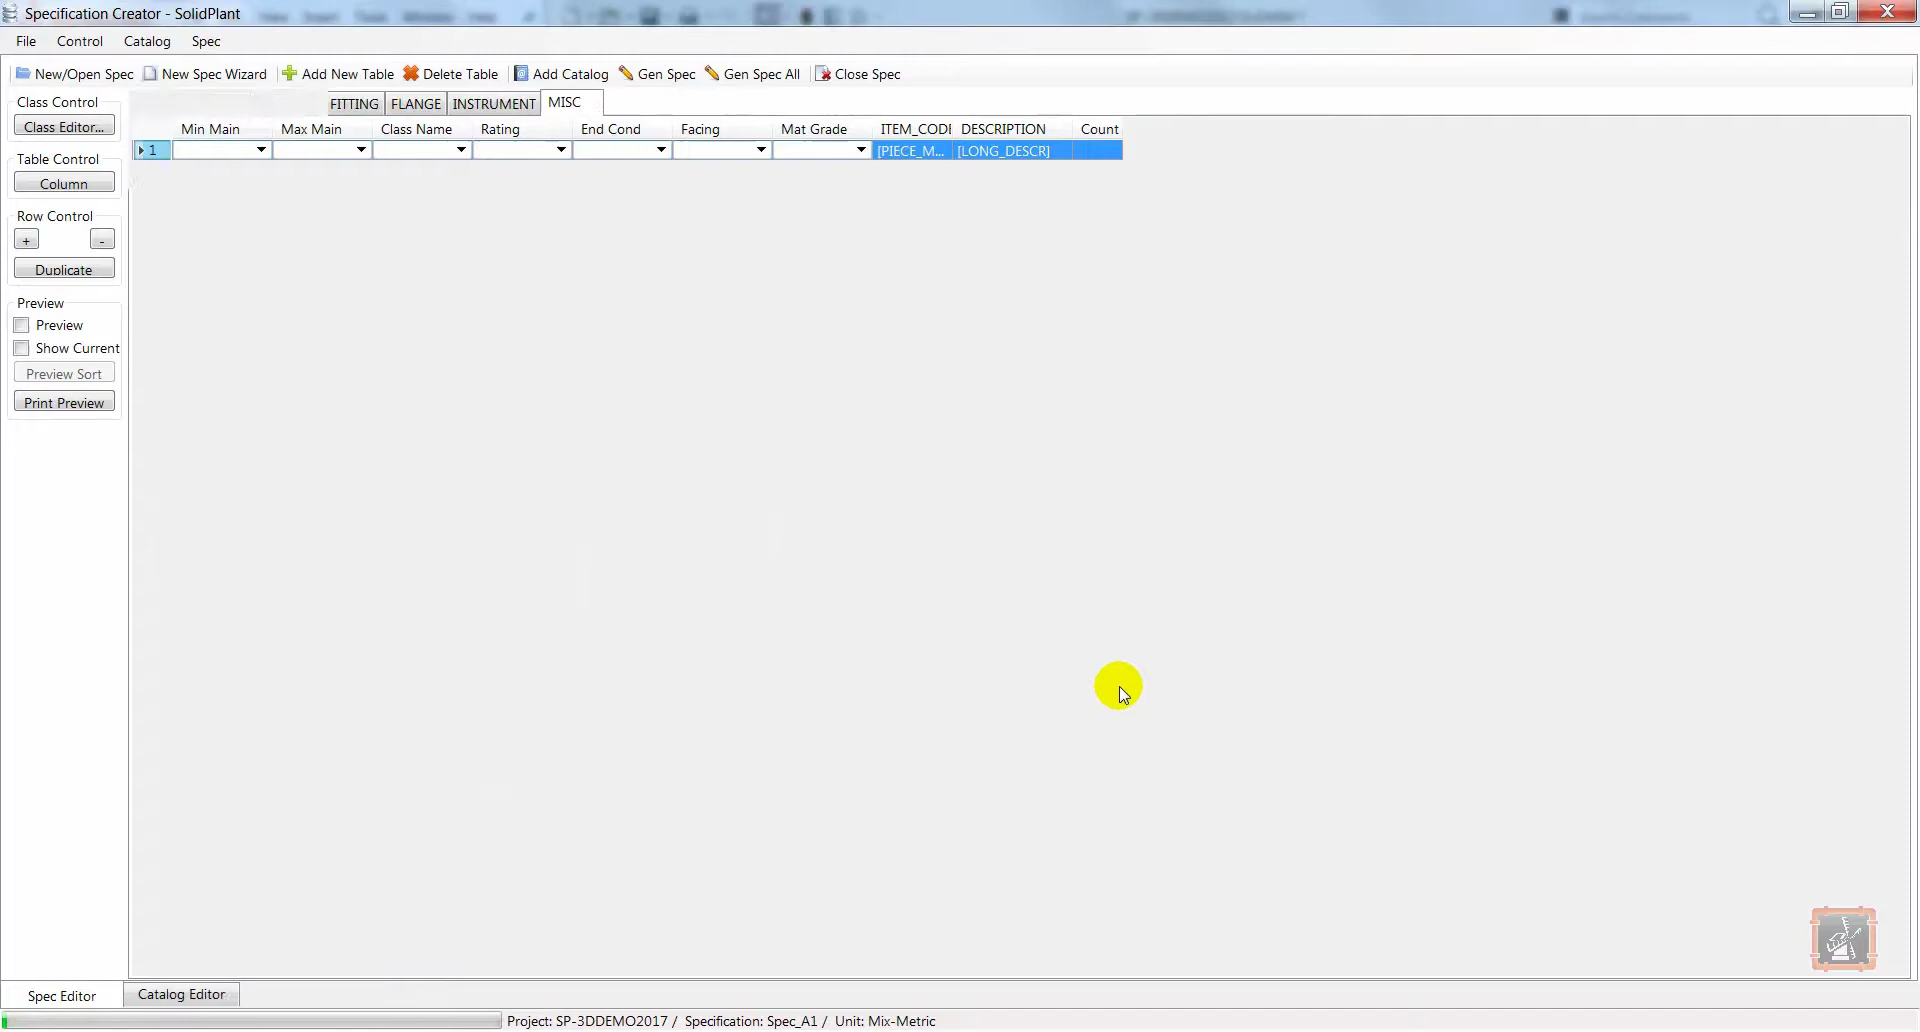 Specification Creator - SolidPlant
File Control Catalog Spec
New/Open Spec New Spec Wizard Add New Table Delete Table Add Catalog Gen Spec Gen Spec All Close Spec
Class Control
Class Editor...
Table Control
Column
Row Control
+ -
Duplicate
Preview
Preview
Show Current
Preview Sort
Print Preview
FITTING FLANGE INSTRUMENT MISC
Min Main Max Main Class Name Rating End Cond Facing Mat Grade ITEM_CODE DESCRIPTION Count
1 [PIECE_M... [LONG_DESCR]
Spec Editor Catalog Editor
Project: SP-3DDEMO2017 / Specification: Spec_A1 / Unit: Mix-Metric